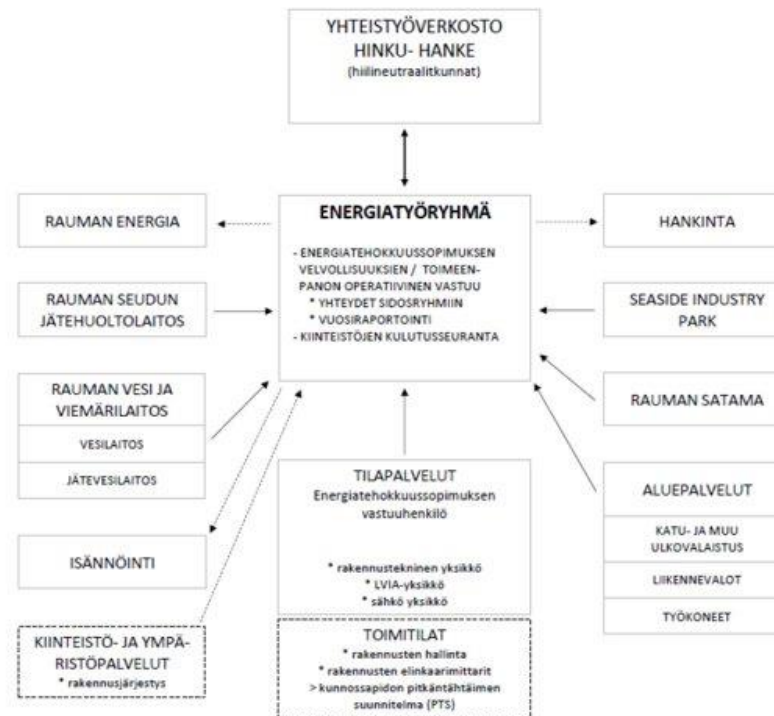 YHTEISTYÖVERKOSTO
HINKU- HANKE
(hiilineutraalitkunnat)
RAUMAN ENERGIA
RAUMAN SEUDUN
JÄTEHUOLTOLAITOS
RAUMAN VESI JA
VIEMÄRILAITOS
VESILAITOS
JÄTEVESILAITOS
ISÄNNÖINTI
KIINTEISTÖ- JA YMPÄ-
RISTÖPALVELUT
* rakennusjärjestys
ENERGIATYÖRYHMÄ
- ENERGIATEHOKKUUSSOPIMUKSEN
VELVOLLISUUKSIEN / TOIMEEN-
PANON OPERATIIVINEN VASTUU
* YHTEYDET SIDOSRYHMIIN
* VUOSIRAPORTOINTI
- KIINTEISTÖJEN KULUTUSSEURANTA
TILAPALVELUT
Energiatehokkuussopimuksen
vastuuhenkilö
* rakennustekninen yksikkö
* LVIA-yksikkö
* sähkö yksikkö
TOIMITILAT
* rakennusten hallinta
* rakennusten elinkaarimittarit
> kunnossapidon pitkäntähtäimen
suunnitelma (PTS)
HANKINTA
SEASIDE INDUSTRY
PARK
RAUMAN SATAMA
ALUEPALVELUT
KATU- JA MUU
ULKOVALAISTUS
LIIKENNEVALOT
TYÖKONEET